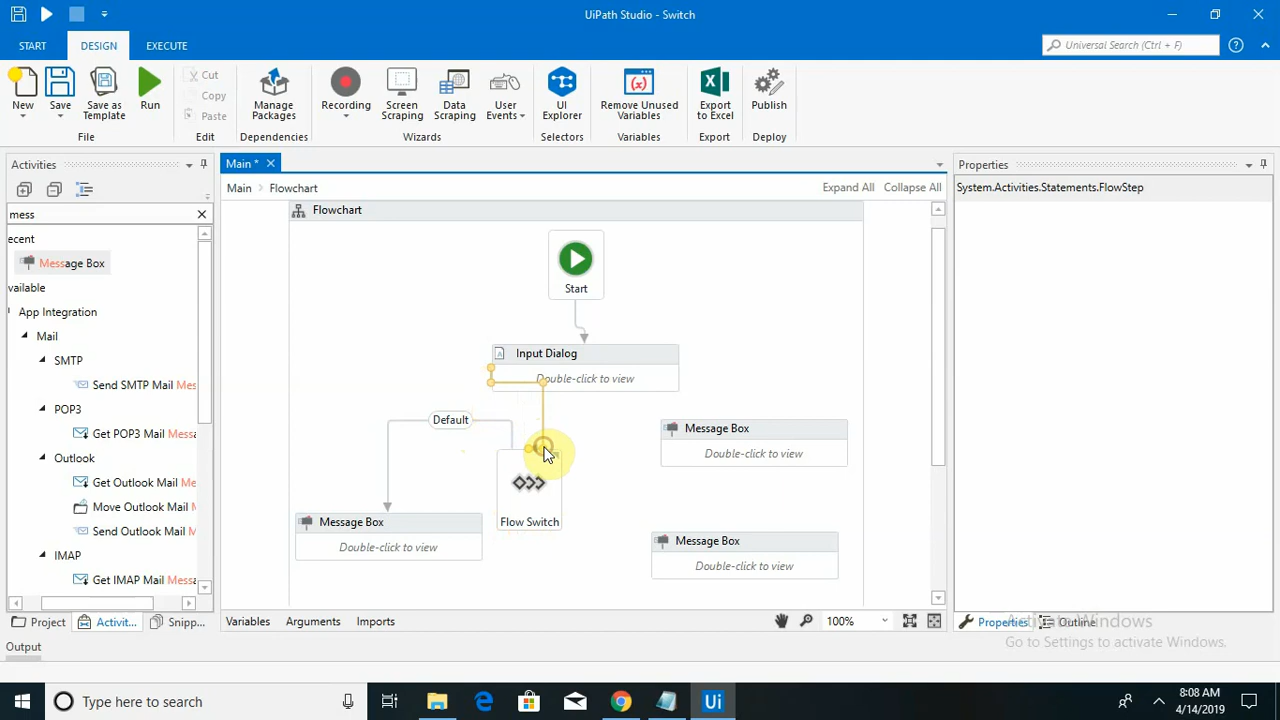 UiPath Studio - Switch
START
DESIGN
EXECUTE
Universal Search (Ctrl + F)
New
Save
Save as Template
Run
Cut
Copy
Paste
Manage Packages
Recording
Screen Scraping
Data Scraping
User Events
UI Explorer
Remove Unused Variables
Export to Excel
Publish
File
Edit
Dependencies
Wizards
Selectors
Variables
Export
Deploy
Activities
Main *
Properties
Main
Flowchart
Expand All
Collapse All
System.Activities.Statements.FlowStep
mess
Flowchart
ecent
Message Box
vailable
App Integration
Mail
SMTP
Send SMTP Mail Mes
POP3
Get POP3 Mail Messa
Outlook
Get Outlook Mail Mes
Move Outlook Mail M
Send Outlook Mail M
IMAP
Get IMAP Mail Messa
Start
Input Dialog
Double-click to view
Default
Message Box
Double-click to view
Flow Switch
Message Box
Double-click to view
Message Box
Double-click to view
Project
Activit...
Snipp...
Variables
Arguments
Imports
100%
Properties
Outline
Activate Windows
Go to Settings to activate Windows.
Output
Type here to search
Ui
8:08 AM
4/14/2019